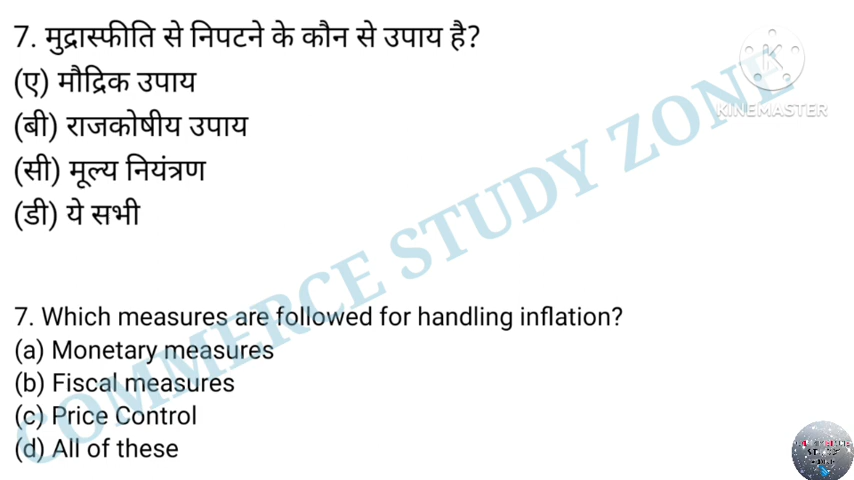 7. मुद्रास्फीति से निपटने के कौन से उपाय है?
(ए) मौद्रिक उपाय
(बी) राजकोषीय उपाय
(सी) मूल्य नियंत्रण
(डी) ये सभी
K
KINEMASTER
COMMERCE STUDY ZONE
7. Which measures are followed for handling inflation?
(a) Monetary measures
(b) Fiscal measures
(c) Price Control
(d) All of these